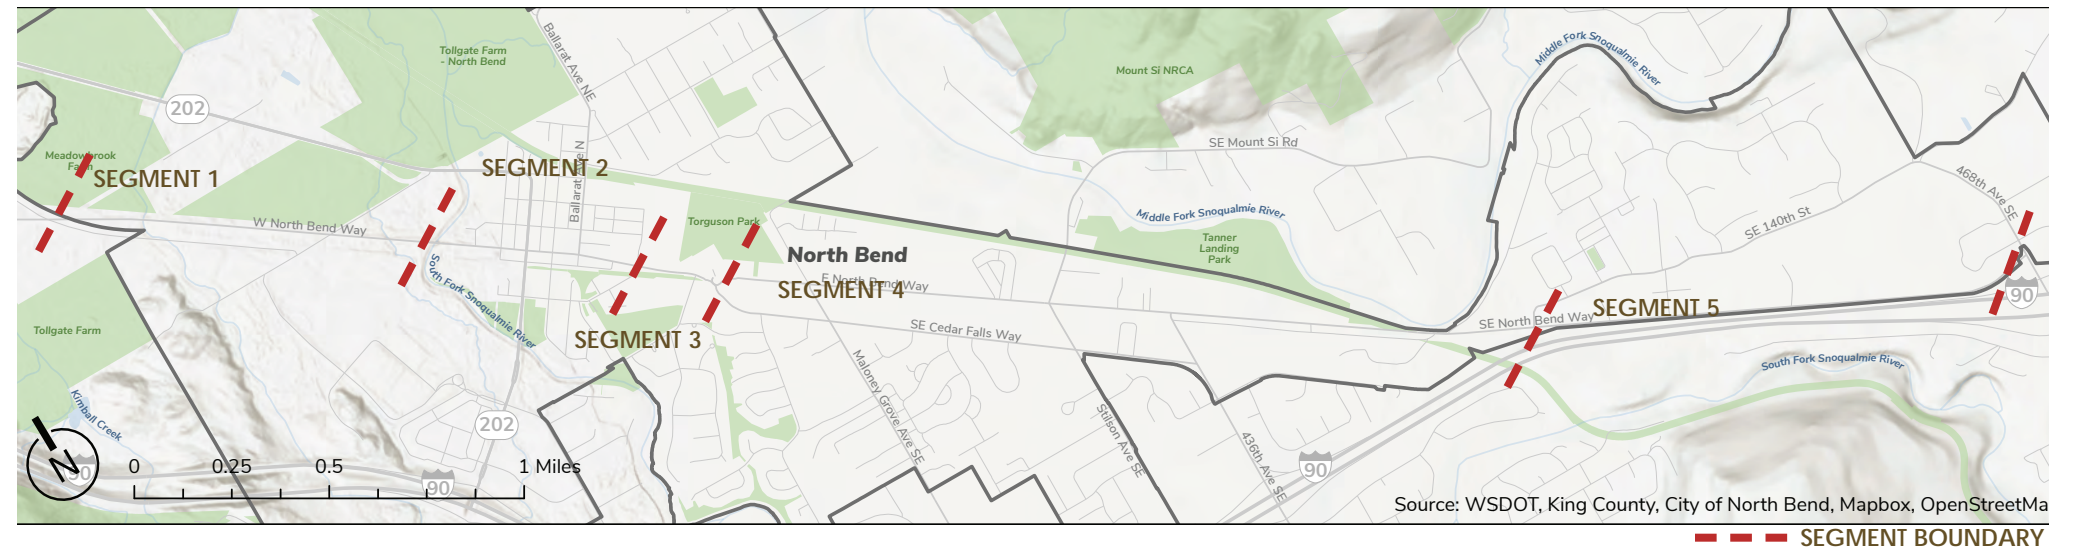 Ballarat Ave NE
Middle Fork Snoqualmie River
Tollgate Farm
- North Bend
Mount Si NRCA
202
SE Mount Si Rd
Meadowbrook
Farm
SEGMENT 1
SEGMENT 2
Ballarat Ave N
468th Ave SE
W North Bend Way
Torguson Park
Middle Fork Snoqualmie River
SE 140th St
Tanner
Landing
Park
North Bend
E North Bend Way
SEGMENT 4
South Fork Snoqualmie River
90
SEGMENT 5
SE North Bend Way
Tollgate Farm
SEGMENT 3
SE Cedar Falls Way
South Fork Snoqualmie River
Maloney Grove Ave SE
Kimball Creek
Stilson Ave SE
202
436th Ave SE
N
90
0 0.25 0.5 1 Miles
90
90
Source: WSDOT, King County, City of North Bend, Mapbox, OpenStreetMa
SEGMENT BOUNDARY